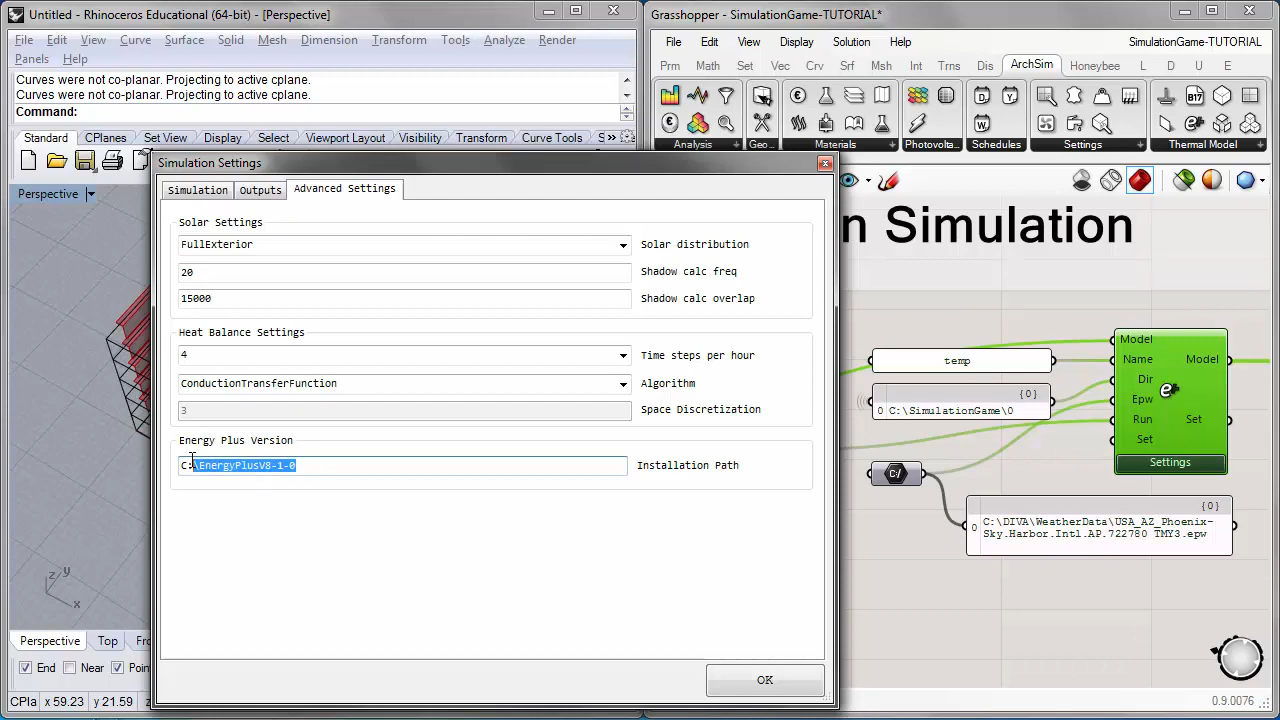 Untitled - Rhinoceros Educational (64-bit) - [Perspective]
File Edit View Curve Surface Solid Mesh Dimension Transform Tools Analyze Render
Panels Help
Curves were not co-planar. Projecting to active cplane.
Curves were not co-planar. Projecting to active cplane.
Command:
Standard CPlanes Set View Display Select Viewport Layout Visibility Transform Curve Tools S »
Perspective
Simulation Settings
Simulation Outputs Advanced Settings
Solar Settings
FullExterior Solar distribution
20 Shadow calc freq
15000 Shadow calc overlap
Heat Balance Settings
4 Time steps per hour
ConductionTransferFunction Algorithm
3 Space Discretization
Energy Plus Version
C:\EnergyPlusV8-1-0 Installation Path
OK
z y
x
Perspective Top Fro
End Near Point
CPla x 59.23 y 21.59
Grasshopper - SimulationGame-TUTORIAL*
File Edit View Display Solution Help SimulationGame-TUTORIAL
Prm Math Set Vec Crv Srf Msh Int Trns Dis ArchSim Honeybee L D U E
B17
Analysis Geo... Materials Photovolta... Schedules Settings Thermal Model
n Simulation
temp
{0}
0 C:\SimulationGame\0
C:/
Model
Name Model
Dir
Epw
Run Set
Set
Settings
{0}
0 C:\DIVA\WeatherData\USA_AZ_Phoenix-
Sky.Harbor.Intl.AP.722780_TMY3.epw
0.9.0076